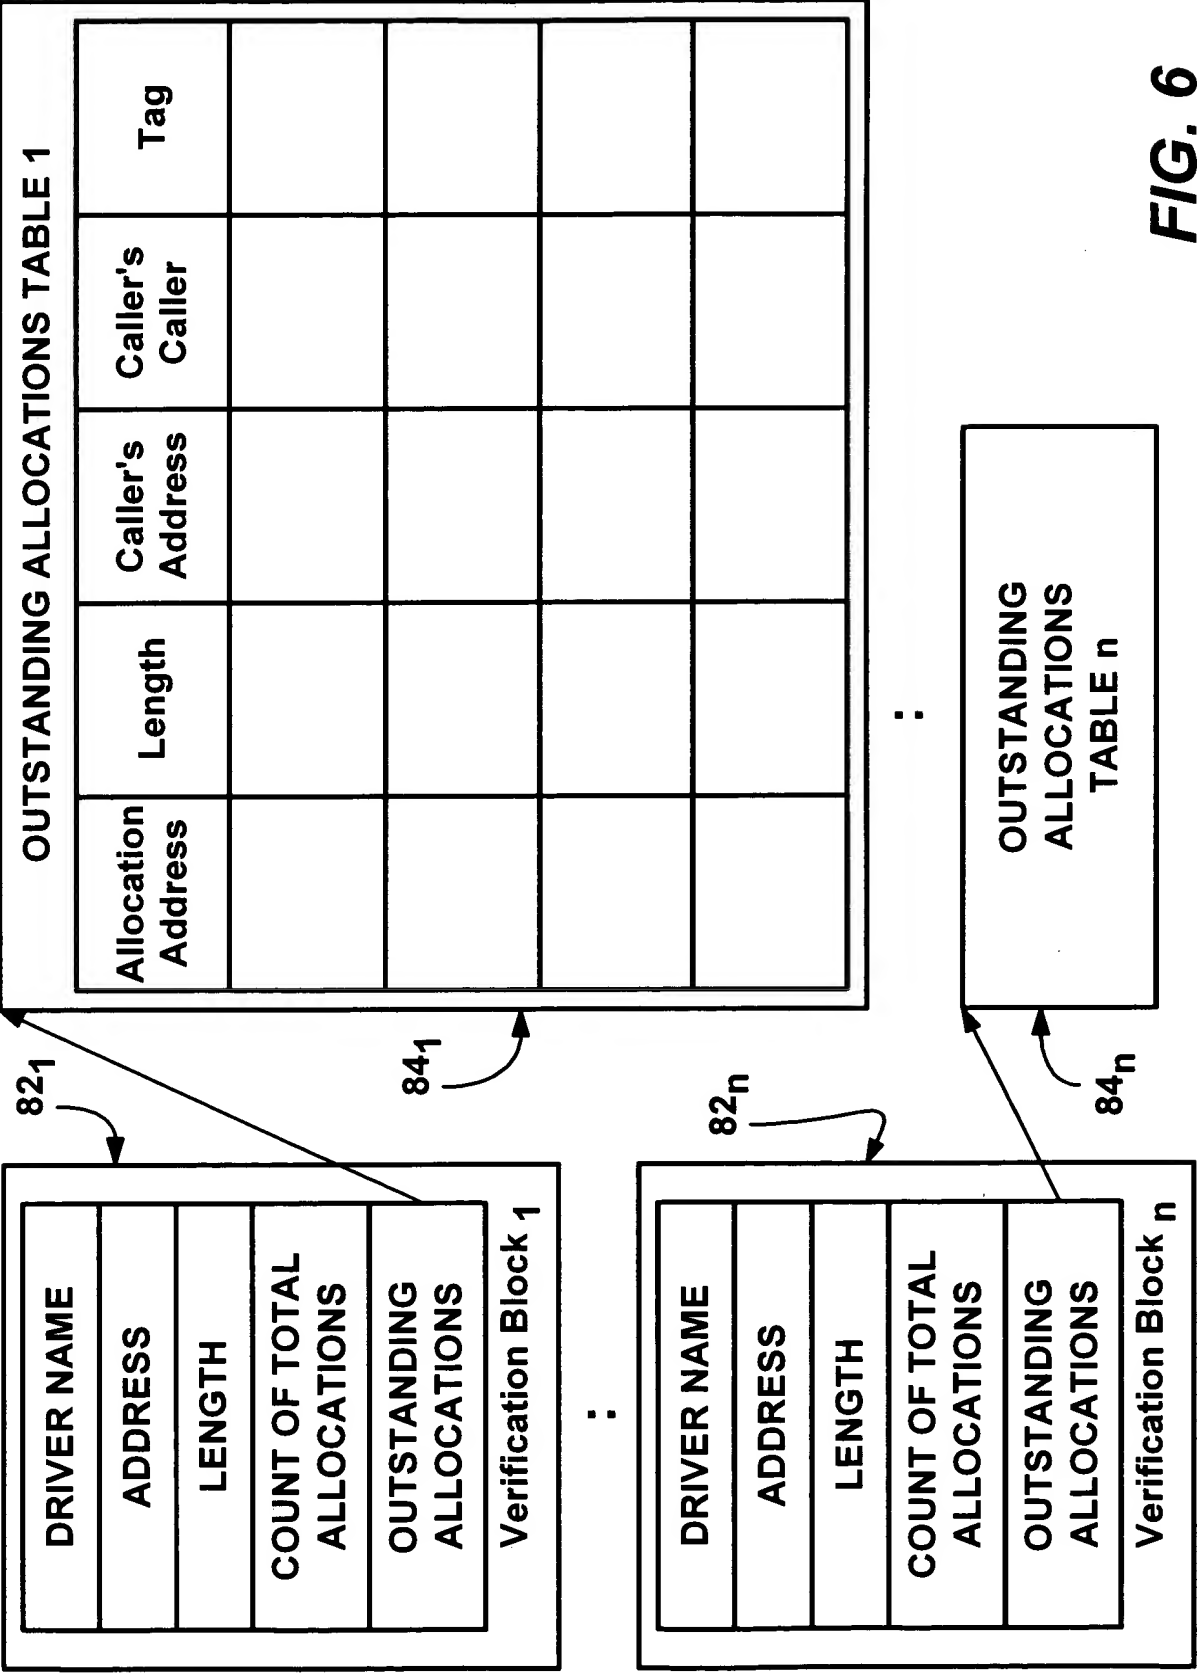 82₁
DRIVER NAME
ADDRESS
LENGTH
COUNT OF TOTAL
ALLOCATIONS
OUTSTANDING
ALLOCATIONS
Verification Block 1
:
82n
DRIVER NAME
ADDRESS
LENGTH
COUNT OF TOTAL
ALLOCATIONS
OUTSTANDING
ALLOCATIONS
Verification Block n
OUTSTANDING ALLOCATIONS TABLE 1
Allocation
Address
Length
Caller's
Address
Caller's
Caller
Tag
84₁
:
OUTSTANDING
ALLOCATIONS
TABLE n
84n
FIG. 6